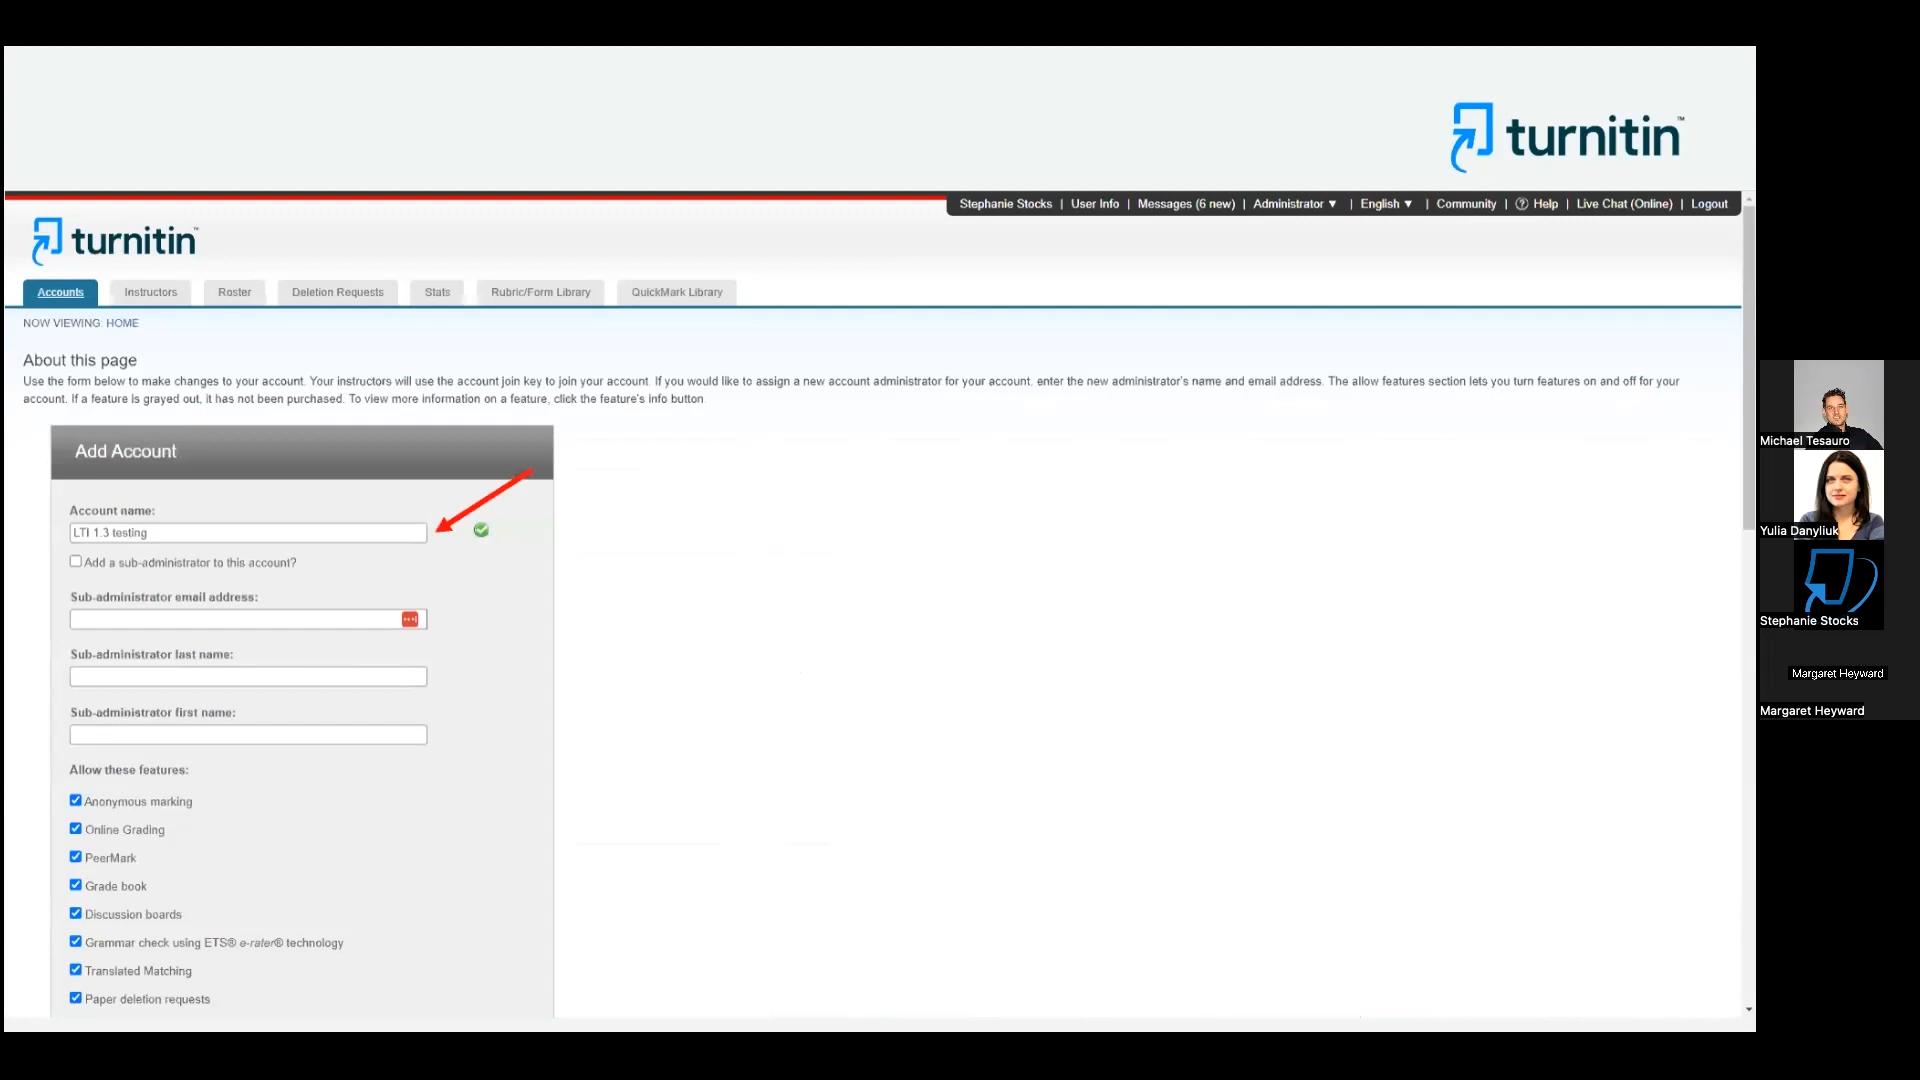 turnitin™
Stephanie Stocks | User Info | Messages (6 new) | Administrator ▼ | English ▼ | Community | ? Help | Live Chat (Online) | Logout
turnitin™
Accounts Instructors Roster Deletion Requests Stats Rubric/Form Library QuickMark Library
NOW VIEWING: HOME
About this page
Use the form below to make changes to your account. Your instructors will use the account join key to join your account. If you would like to assign a new account administrator for your account, enter the new administrator's name and email address. The allow features section lets you turn features on and off for your
account. If a feature is grayed out, it has not been purchased. To view more information on a feature, click the feature's info button.
Add Account
Account name:
LTI 1.3 testing
Add a sub-administrator to this account?
Sub-administrator email address:
Sub-administrator last name:
Sub-administrator first name:
Allow these features:
Anonymous marking
Online Grading
PeerMark
Grade book
Discussion boards
Grammar check using ETS® e-rater® technology
Translated Matching
Paper deletion requests
Michael Tesauro
Yulia Danyliuk
Stephanie Stocks
Margaret Heyward
Margaret Heyward